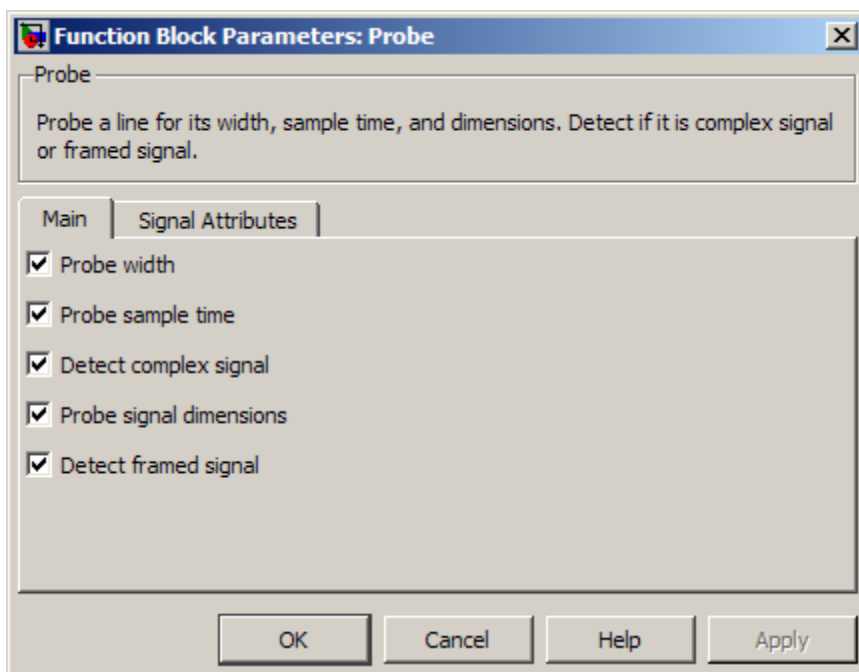 Function Block Parameters: Probe
Probe
Probe a line for its width, sample time, and dimensions. Detect if it is complex signal
or framed signal.
Main Signal Attributes
Probe width
Probe sample time
Detect complex signal
Probe signal dimensions
Detect framed signal
OK Cancel Help Apply